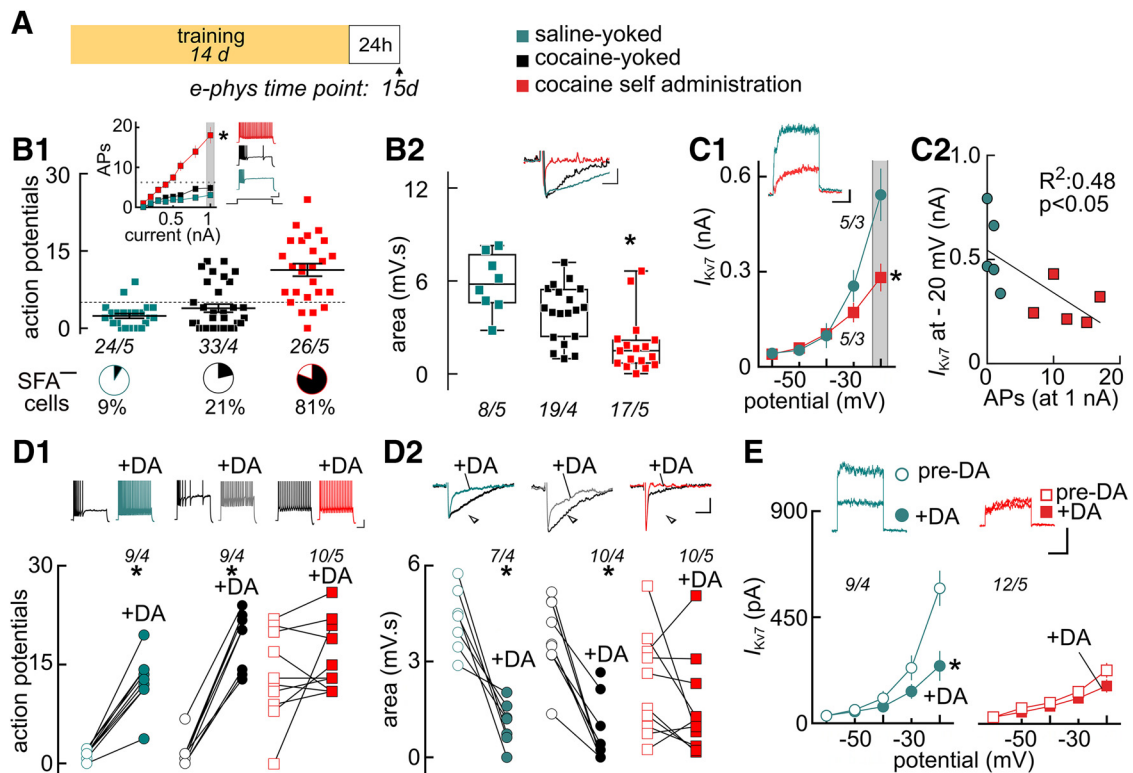 A
training
14 d
24h
e-phys time point: 15d
saline-yoked
cocaine-yoked
cocaine self administration
B1
20
10
0
APs
0.5
1
current (nA)
*
30
15
0
action potentials
24/5
33/4
26/5
SFA—
cells
9%
21%
81%
B2
12
6
0
area (mV.s)
*
8/5
19/4
17/5
C1
0.6
0.3
0
IKv7 (nA)
5/3
5/3
*
-50
-30
potential (mV)
C2
1.0
0.5
0
IKv7 at - 20 mV (nA)
R2:0.48
p<0.05
0
10
20
APs (at 1 nA)
D1
+DA
+DA
+DA
30
15
0
action potentials
9/4
*
+DA
9/4
*
+DA
10/5
+DA
D2
+DA
+DA
+DA
6
3
0
area (mV.s)
7/4
*
+DA
10/4
*
+DA
10/5
+DA
E
pre-DA
+DA
pre-DA
+DA
900
450
0
IKv7 (pA)
9/4
12/5
*
+DA
+DA
-50
-30
-50
-30
potential (mV)